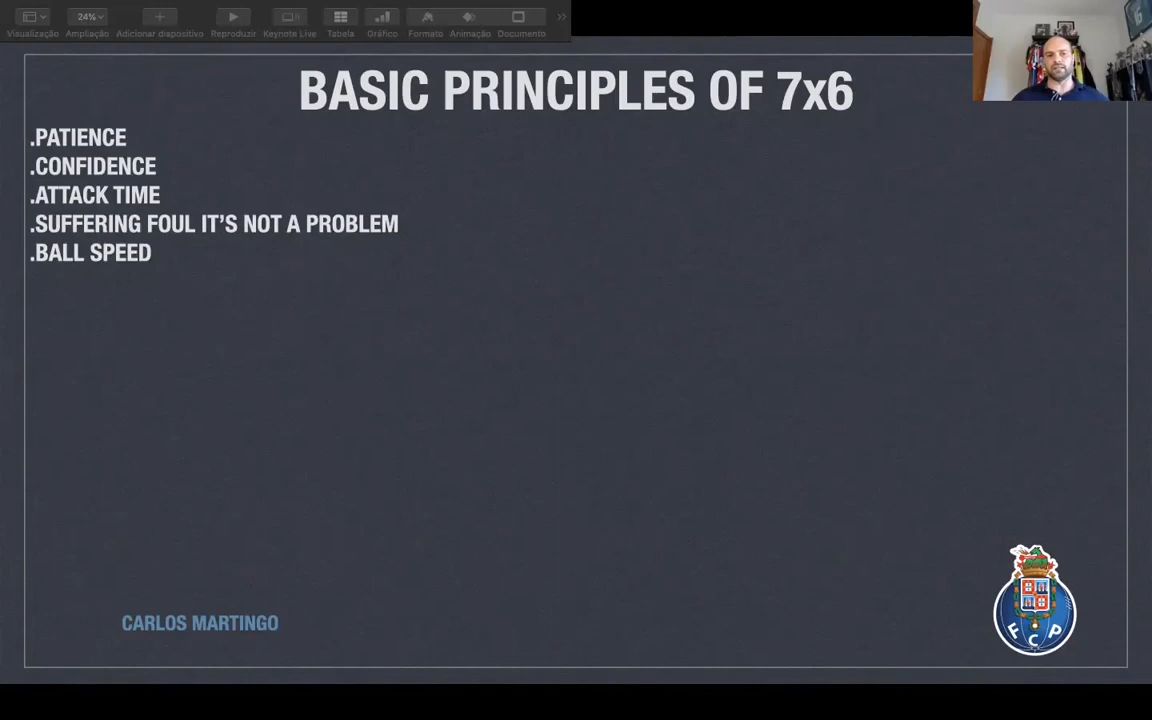 24%
Visualização Ampliação Adicionar diapositivo Reproduzir Keynote Live Tabela Gráfico Formato Animação Documento
BASIC PRINCIPLES OF 7x6
.PATIENCE
.CONFIDENCE
.ATTACK TIME
.SUFFERING FOUL IT’S NOT A PROBLEM
.BALL SPEED
CARLOS MARTINGO
F C P